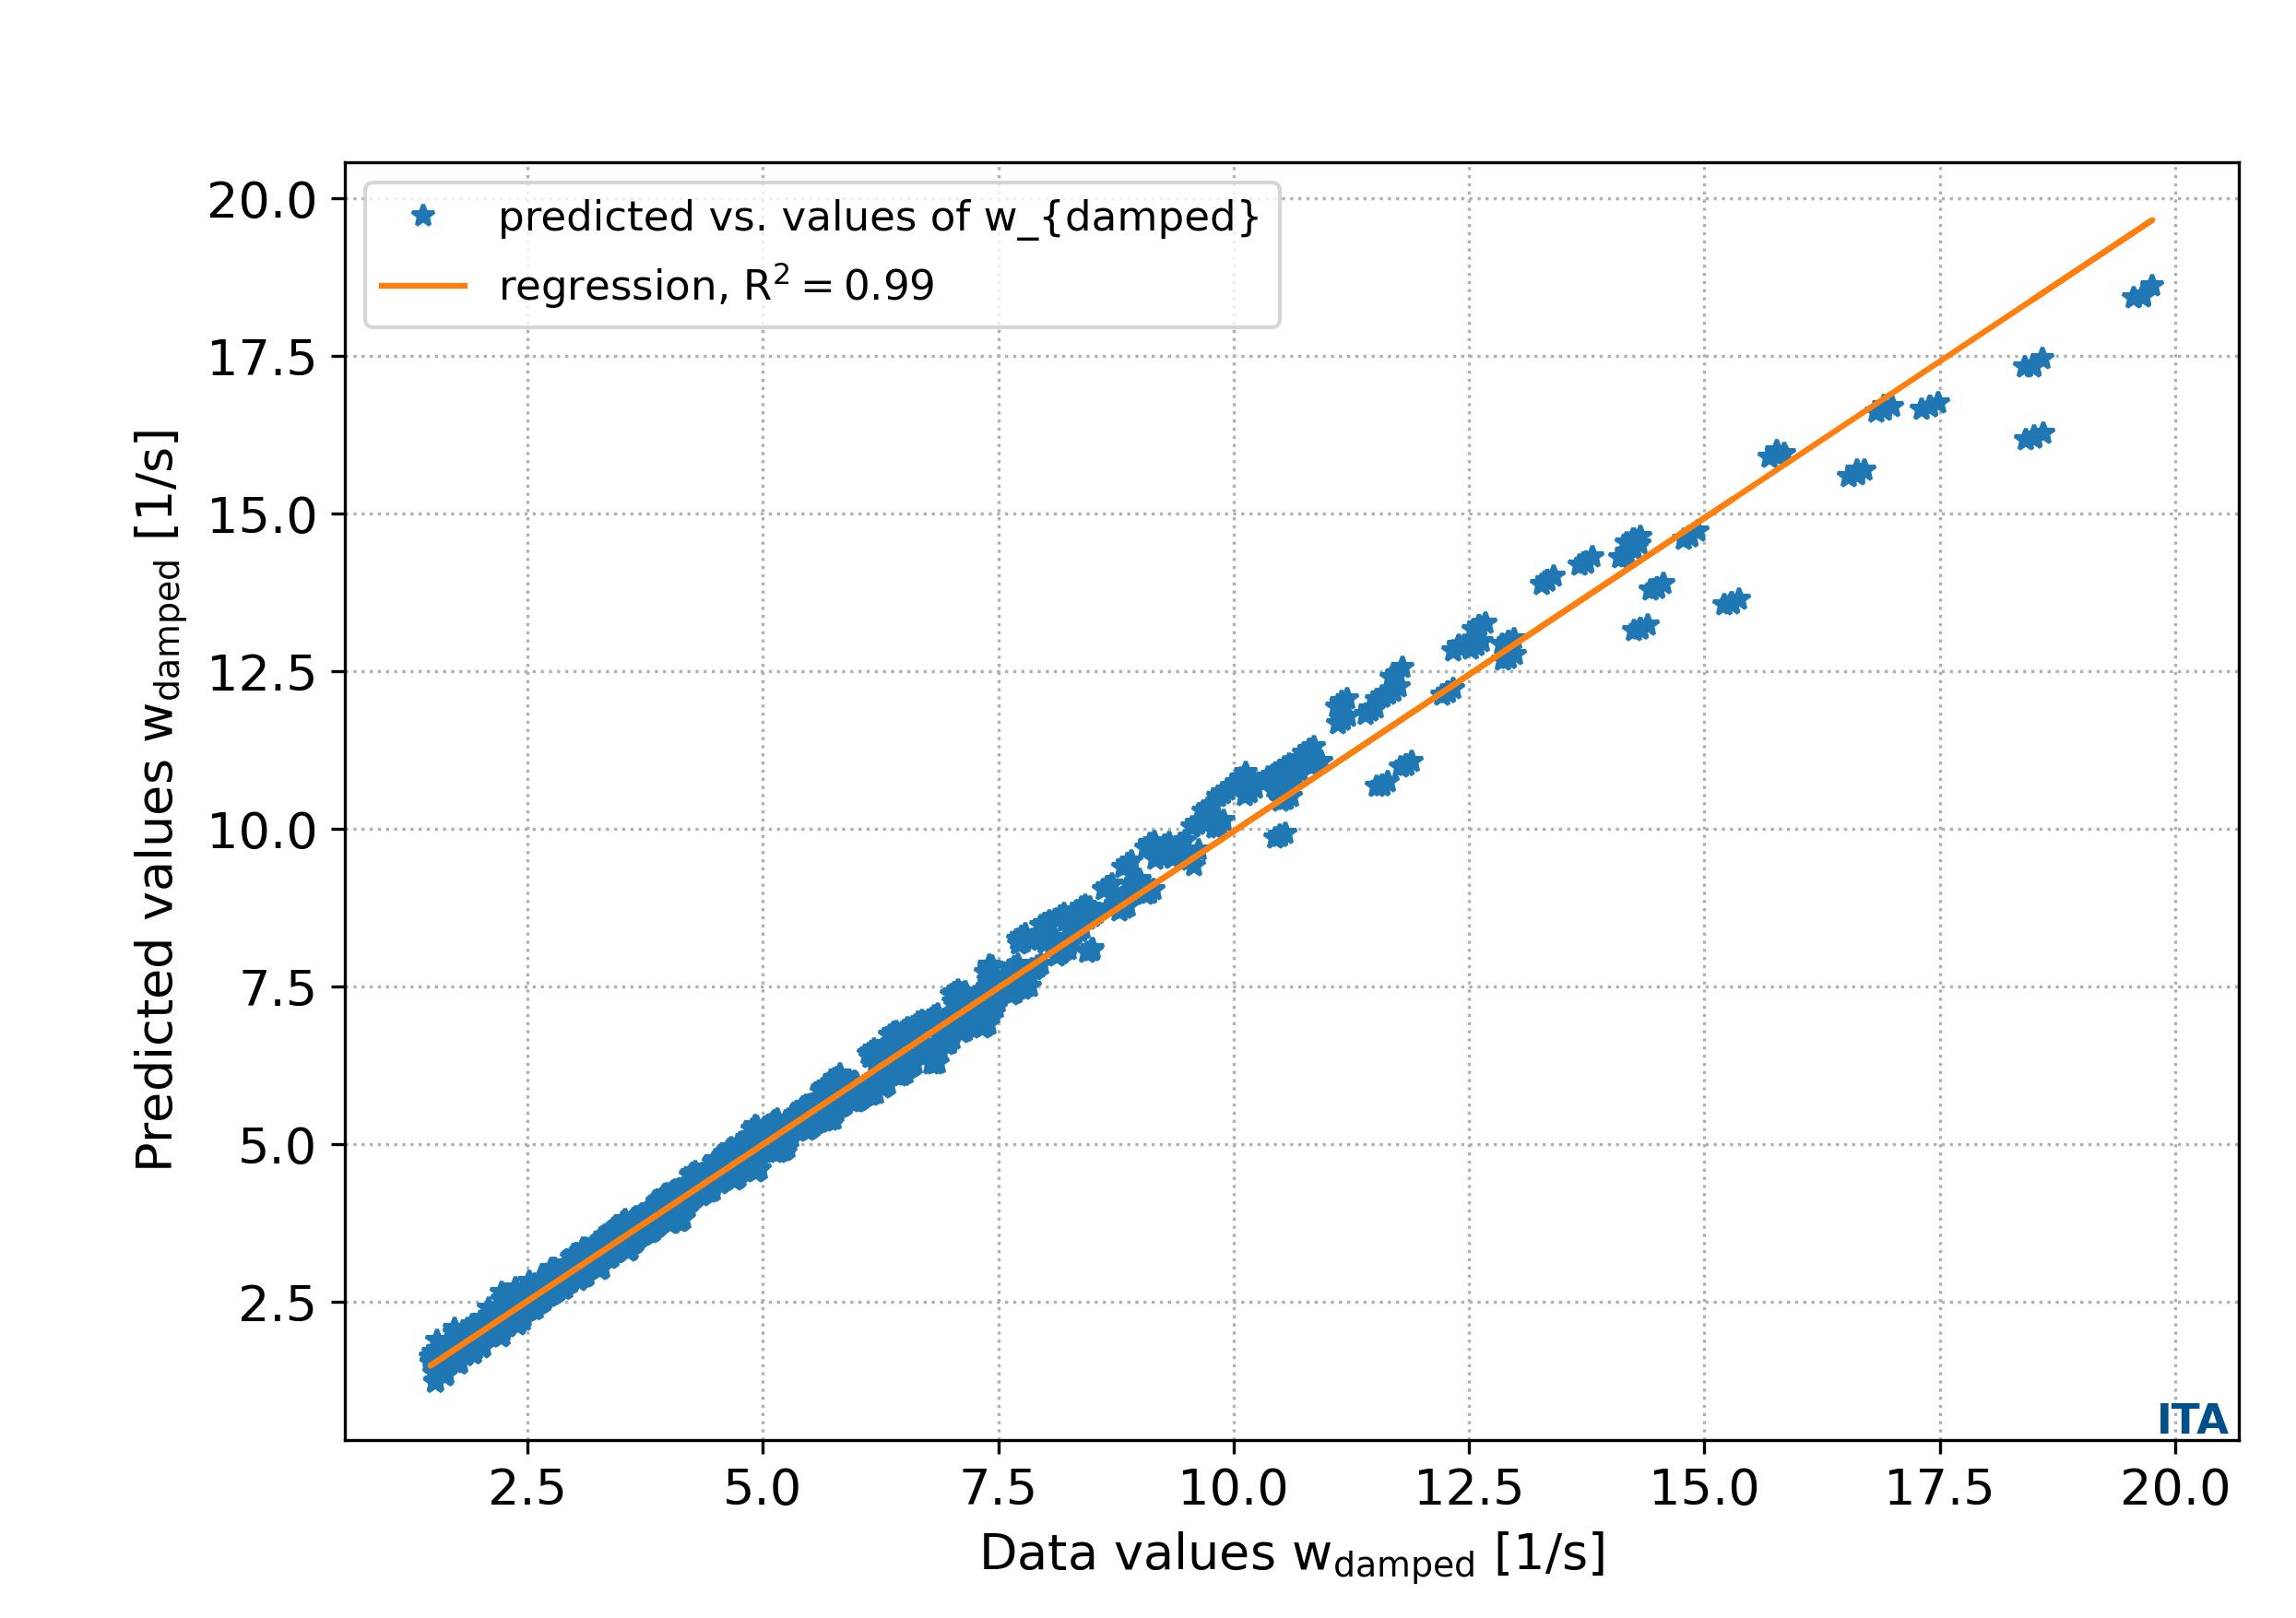 predicted vs. values of w_{damped}
regression, R² = 0.99
20.0
17.5
15.0
12.5
10.0
7.5
5.0
2.5
Predicted values w_damped [1/s]
2.5 5.0 7.5 10.0 12.5 15.0 17.5 20.0
Data values w_damped [1/s]
ITA